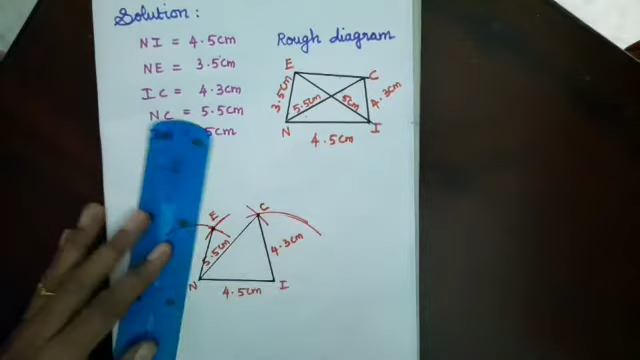 Solution :
NI = 4.5cm
NE = 3.5cm
IC = 4.3cm
NC = 5.5cm
5cm
Rough diagram
E
C
3.5cm
5.5cm
5cm
4.3cm
N
I
4.5cm
E
C
5.5cm
4.3cm
N
4.5cm
I